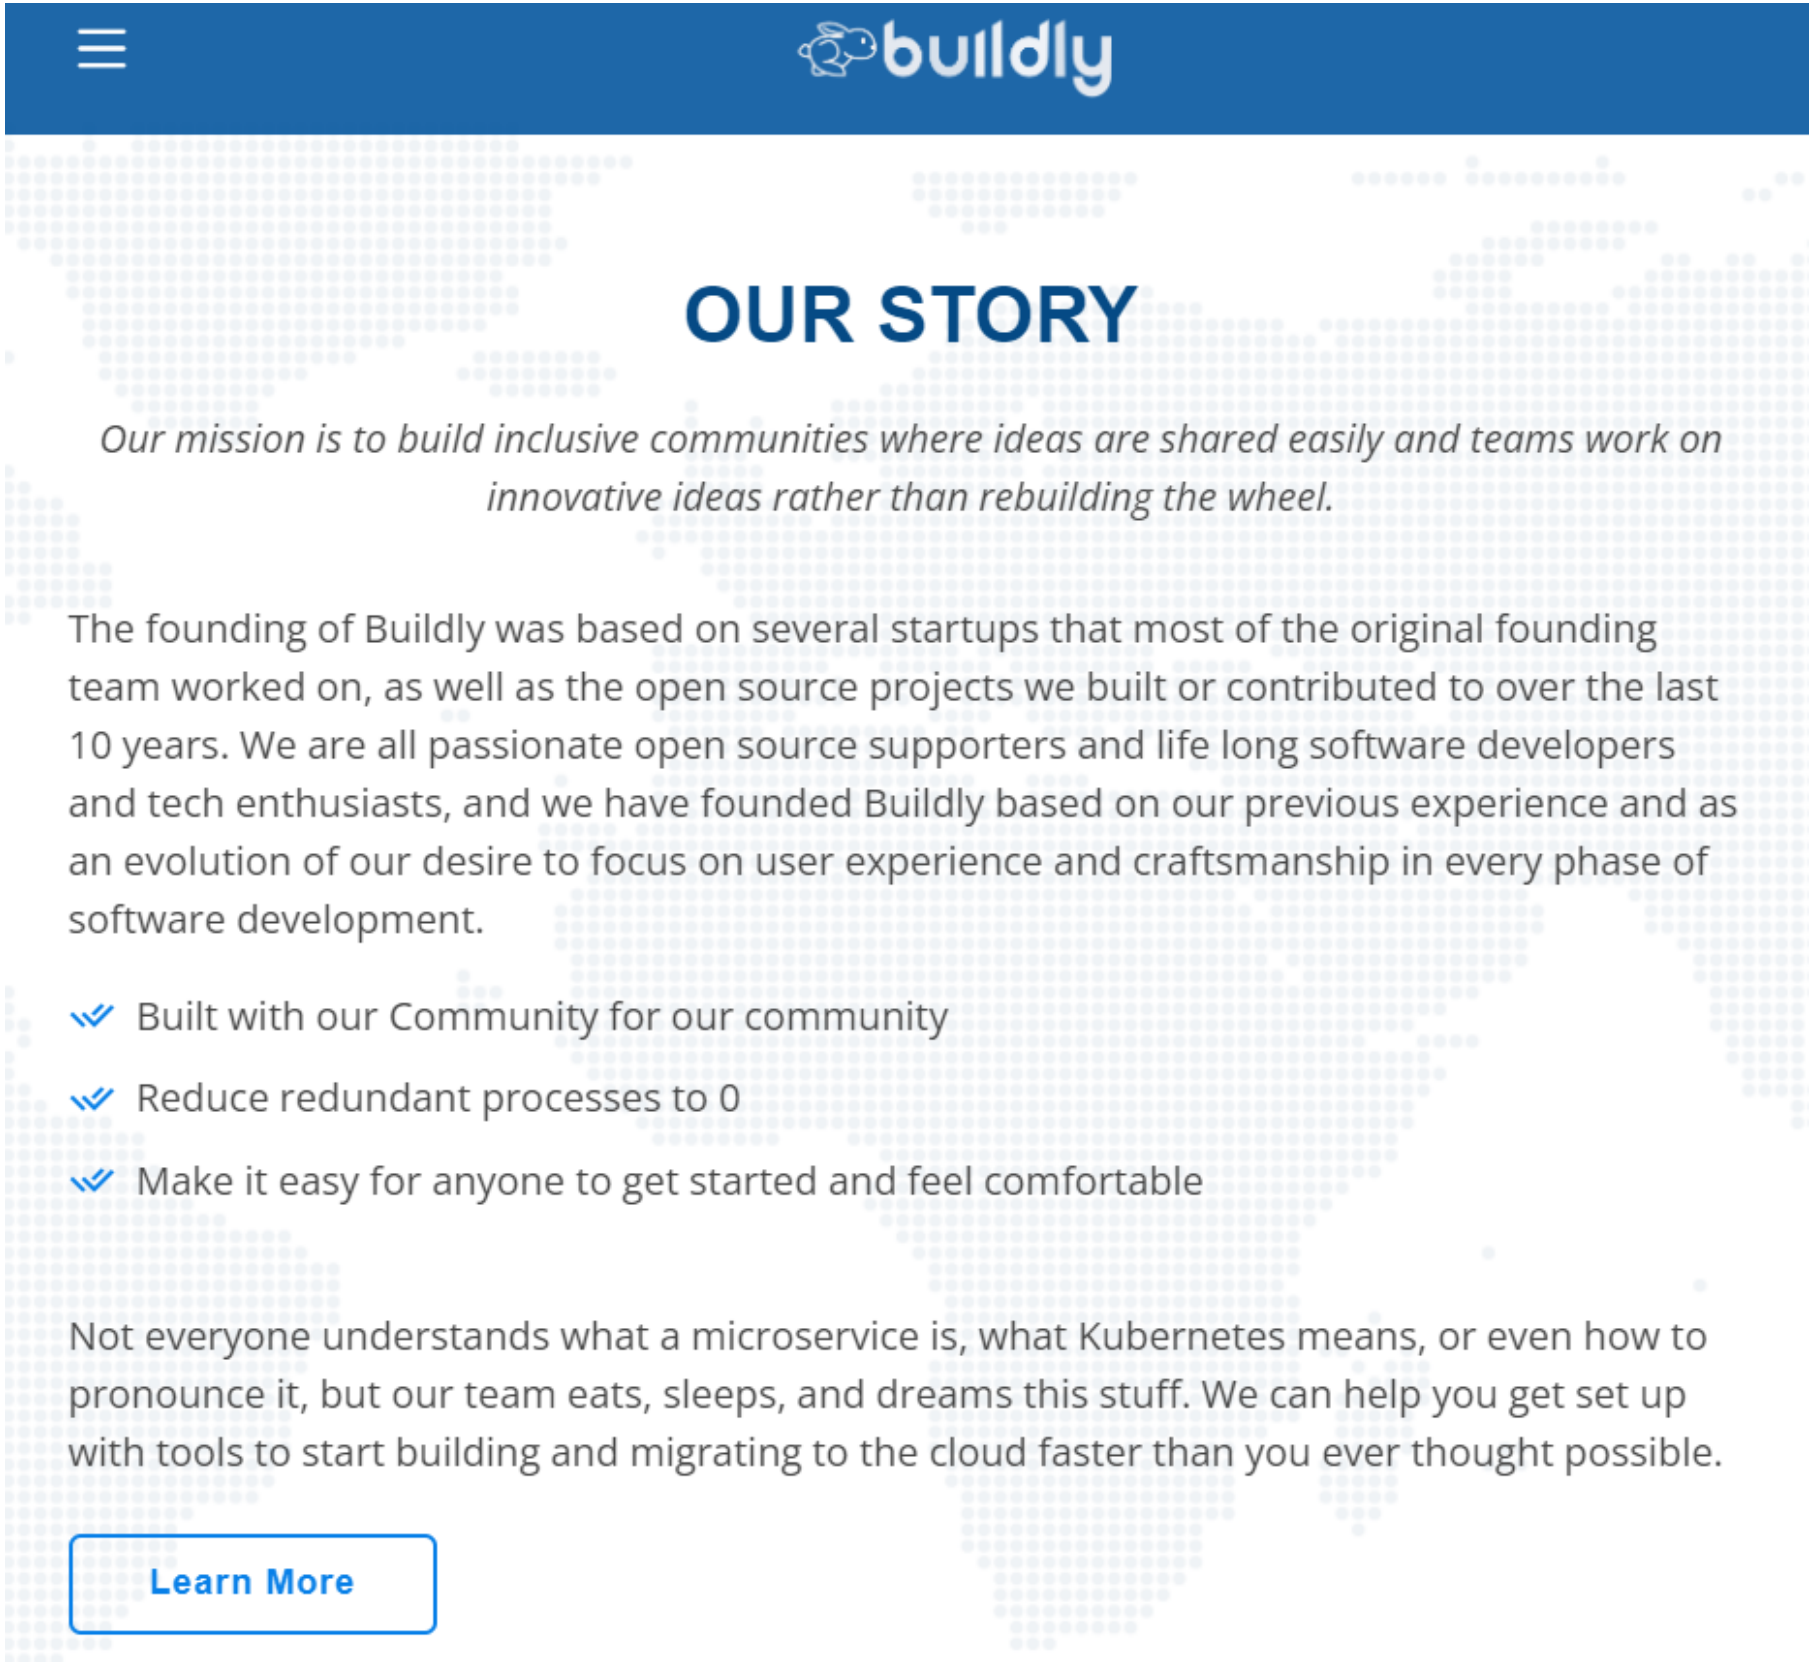 buildly
OUR STORY
Our mission is to build inclusive communities where ideas are shared easily and teams work on
innovative ideas rather than rebuilding the wheel.
The founding of Buildly was based on several startups that most of the original founding
team worked on, as well as the open source projects we built or contributed to over the last
10 years. We are all passionate open source supporters and life long software developers
and tech enthusiasts, and we have founded Buildly based on our previous experience and as
an evolution of our desire to focus on user experience and craftsmanship in every phase of
software development.
Built with our Community for our community
Reduce redundant processes to 0
Make it easy for anyone to get started and feel comfortable
Not everyone understands what a microservice is, what Kubernetes means, or even how to
pronounce it, but our team eats, sleeps, and dreams this stuff. We can help you get set up
with tools to start building and migrating to the cloud faster than you ever thought possible.
Learn More